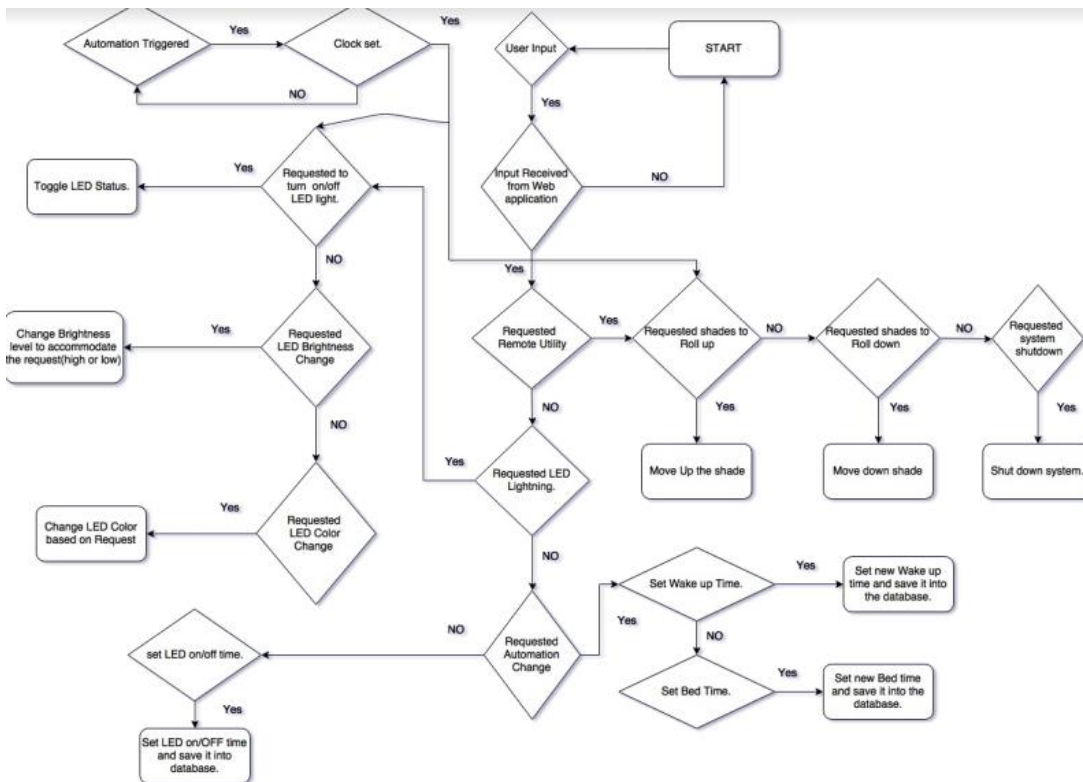 Automation Triggered
Yes
Clock set.
Yes
NO
User Input
START
Yes
Input Received
from Web
application
NO
Yes
Requested to
turn on/off
LED light.
Yes
Toggle LED Status.
NO
Requested
LED Brightness
Change
Yes
Change Brightness
level to accommodate
the request(high or low)
NO
Requested
LED Color
Change
Yes
Change LED Color
based on Request
Requested
Remote Utility
Yes
Requested shades to
Roll up
NO
Requested shades to
Roll down
NO
Requested
system
shutdown
Yes
Move Up the shade
Yes
Move down shade
Yes
Shut down system.
NO
Requested LED
Lightning.
Yes
NO
Requested
Automation
Change
Yes
Set Wake up Time.
Yes
Set new Wake up
time and save it into
the database.
NO
Set Bed Time.
Yes
Set new Bed time
and save it into the
database.
NO
set LED on/off time.
Yes
Set LED on/OFF time
and save it into
database.